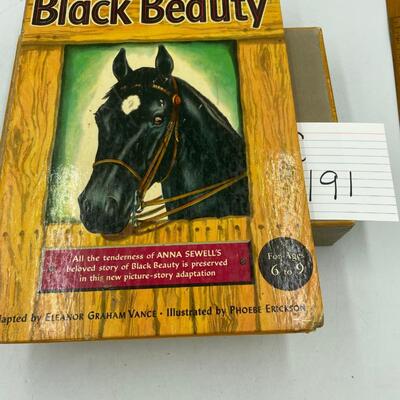 Black Beauty
All the tenderness of ANNA SEWELL'S
beloved story of Black Beauty is preserved
in this new picture-story adaptation
For Ages
6 to 9
C
191
dapted by ELEANOR GRAHAM VANCE • Illustrated by PHOEBE ERICKSON